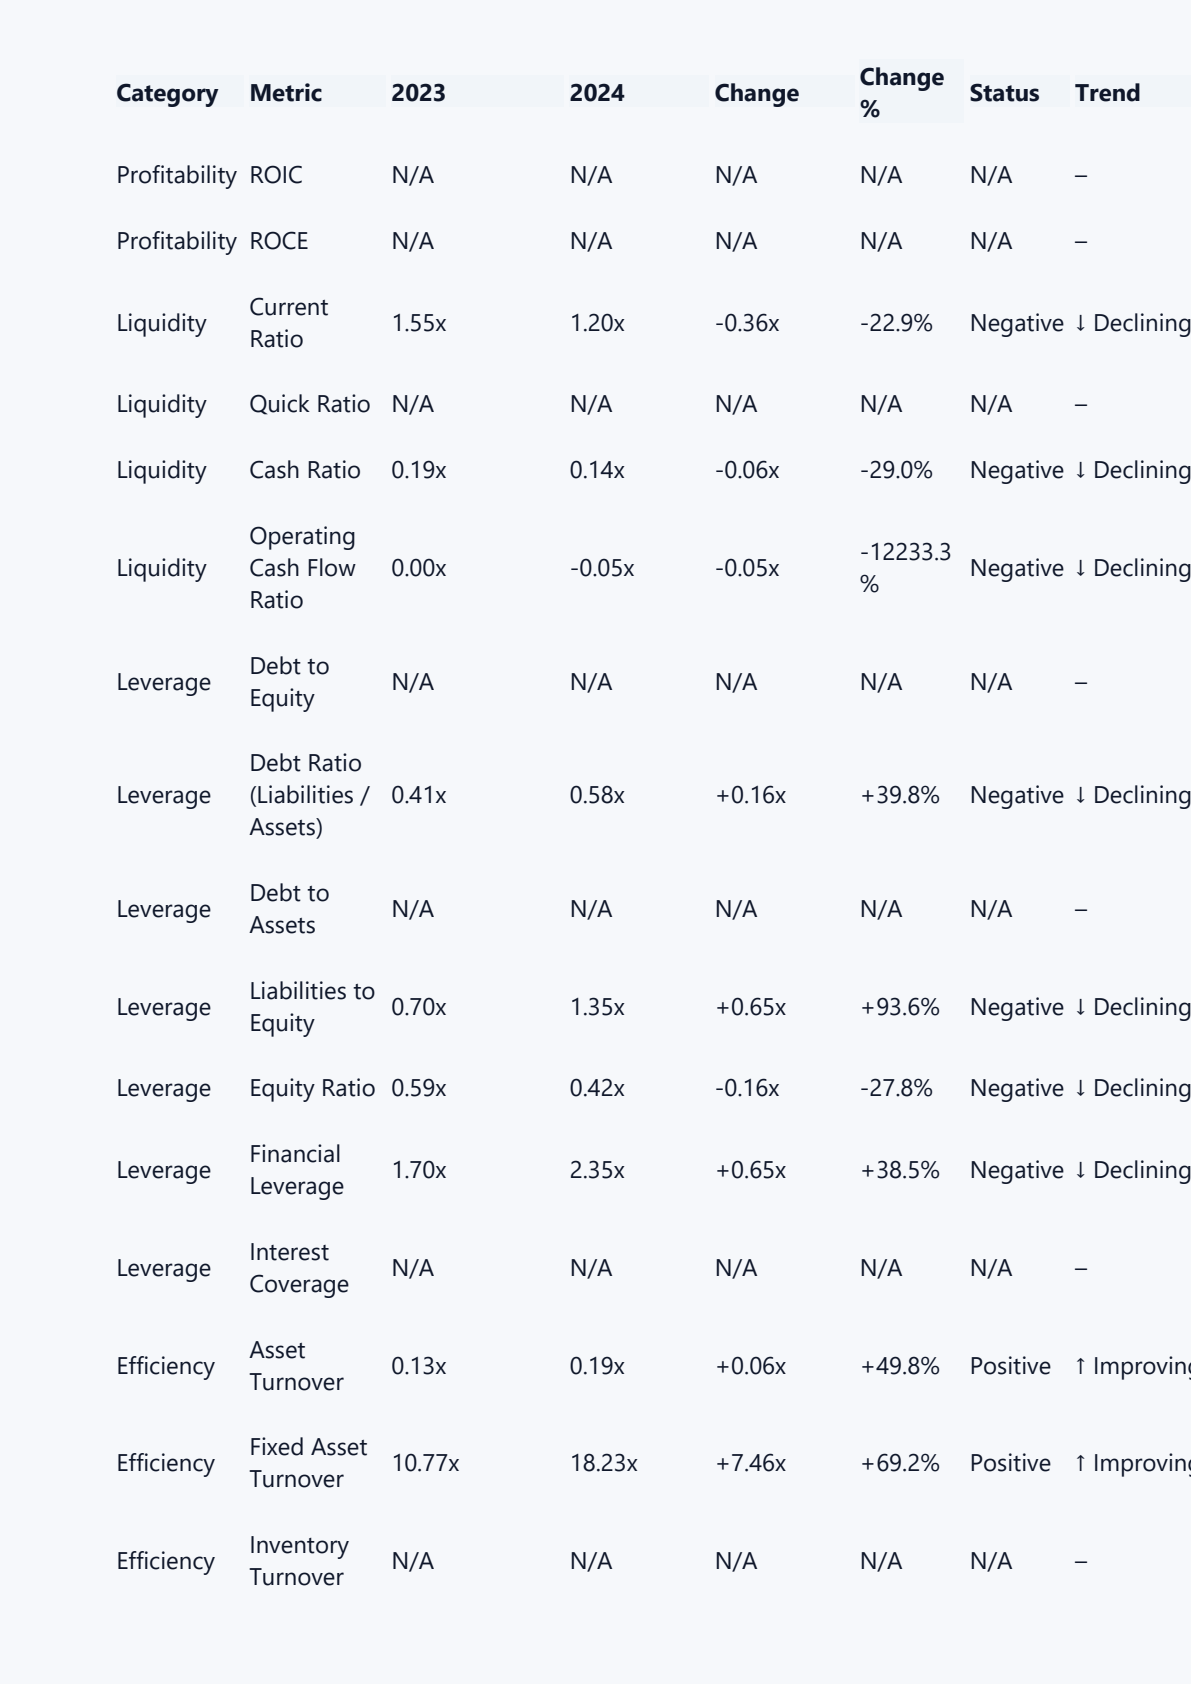 Category Metric 2023 2024 Change Change % Status Trend
Profitability ROIC N/A N/A N/A N/A N/A –
Profitability ROCE N/A N/A N/A N/A N/A –
Liquidity Current Ratio 1.55x 1.20x -0.36x -22.9% Negative ↓ Declining
Liquidity Quick Ratio N/A N/A N/A N/A N/A –
Liquidity Cash Ratio 0.19x 0.14x -0.06x -29.0% Negative ↓ Declining
Liquidity Operating Cash Flow Ratio 0.00x -0.05x -0.05x -12233.3% Negative ↓ Declining
Leverage Debt to Equity N/A N/A N/A N/A N/A –
Leverage Debt Ratio (Liabilities / Assets) 0.41x 0.58x +0.16x +39.8% Negative ↓ Declining
Leverage Debt to Assets N/A N/A N/A N/A N/A –
Leverage Liabilities to Equity 0.70x 1.35x +0.65x +93.6% Negative ↓ Declining
Leverage Equity Ratio 0.59x 0.42x -0.16x -27.8% Negative ↓ Declining
Leverage Financial Leverage 1.70x 2.35x +0.65x +38.5% Negative ↓ Declining
Leverage Interest Coverage N/A N/A N/A N/A N/A –
Efficiency Asset Turnover 0.13x 0.19x +0.06x +49.8% Positive ↑ Improving
Efficiency Fixed Asset Turnover 10.77x 18.23x +7.46x +69.2% Positive ↑ Improving
Efficiency Inventory Turnover N/A N/A N/A N/A N/A –